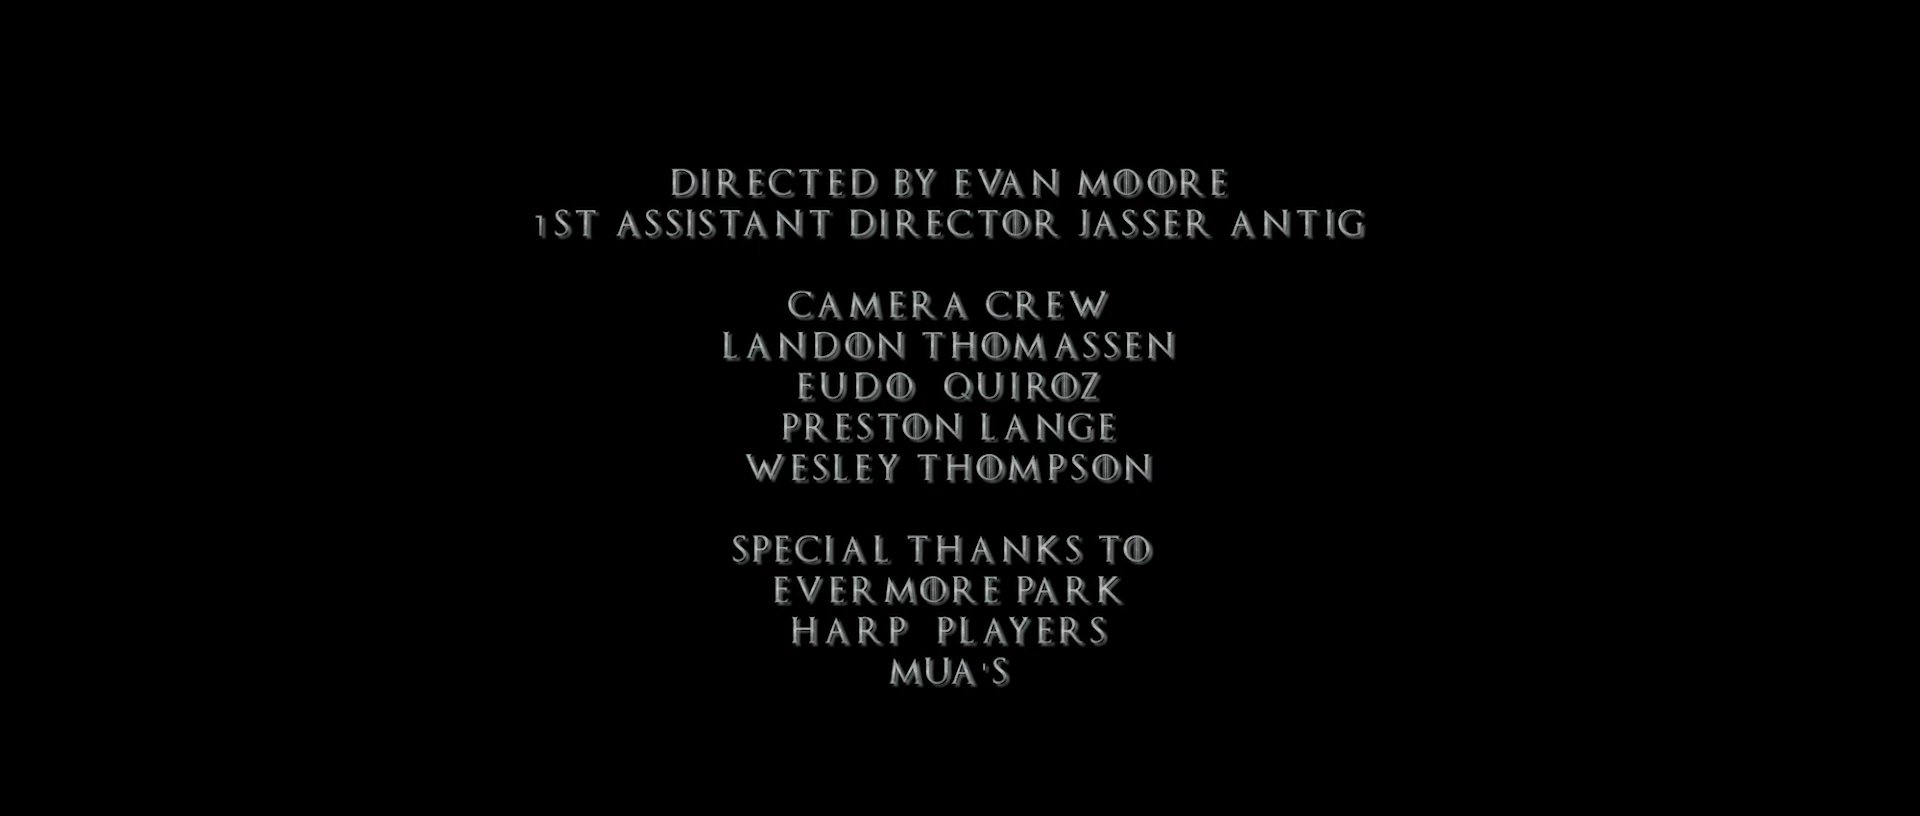 DIRECTED BY EVAN MOORE
1ST ASSISTANT DIRECTOR JASSER ANTIG
CAMERA CREW
LANDON THOMASSEN
EUDO QUIROZ
PRESTON LANGE
WESLEY THOMPSON
SPECIAL THANKS TO
EVERMORE PARK
HARP PLAYERS
MUA'S